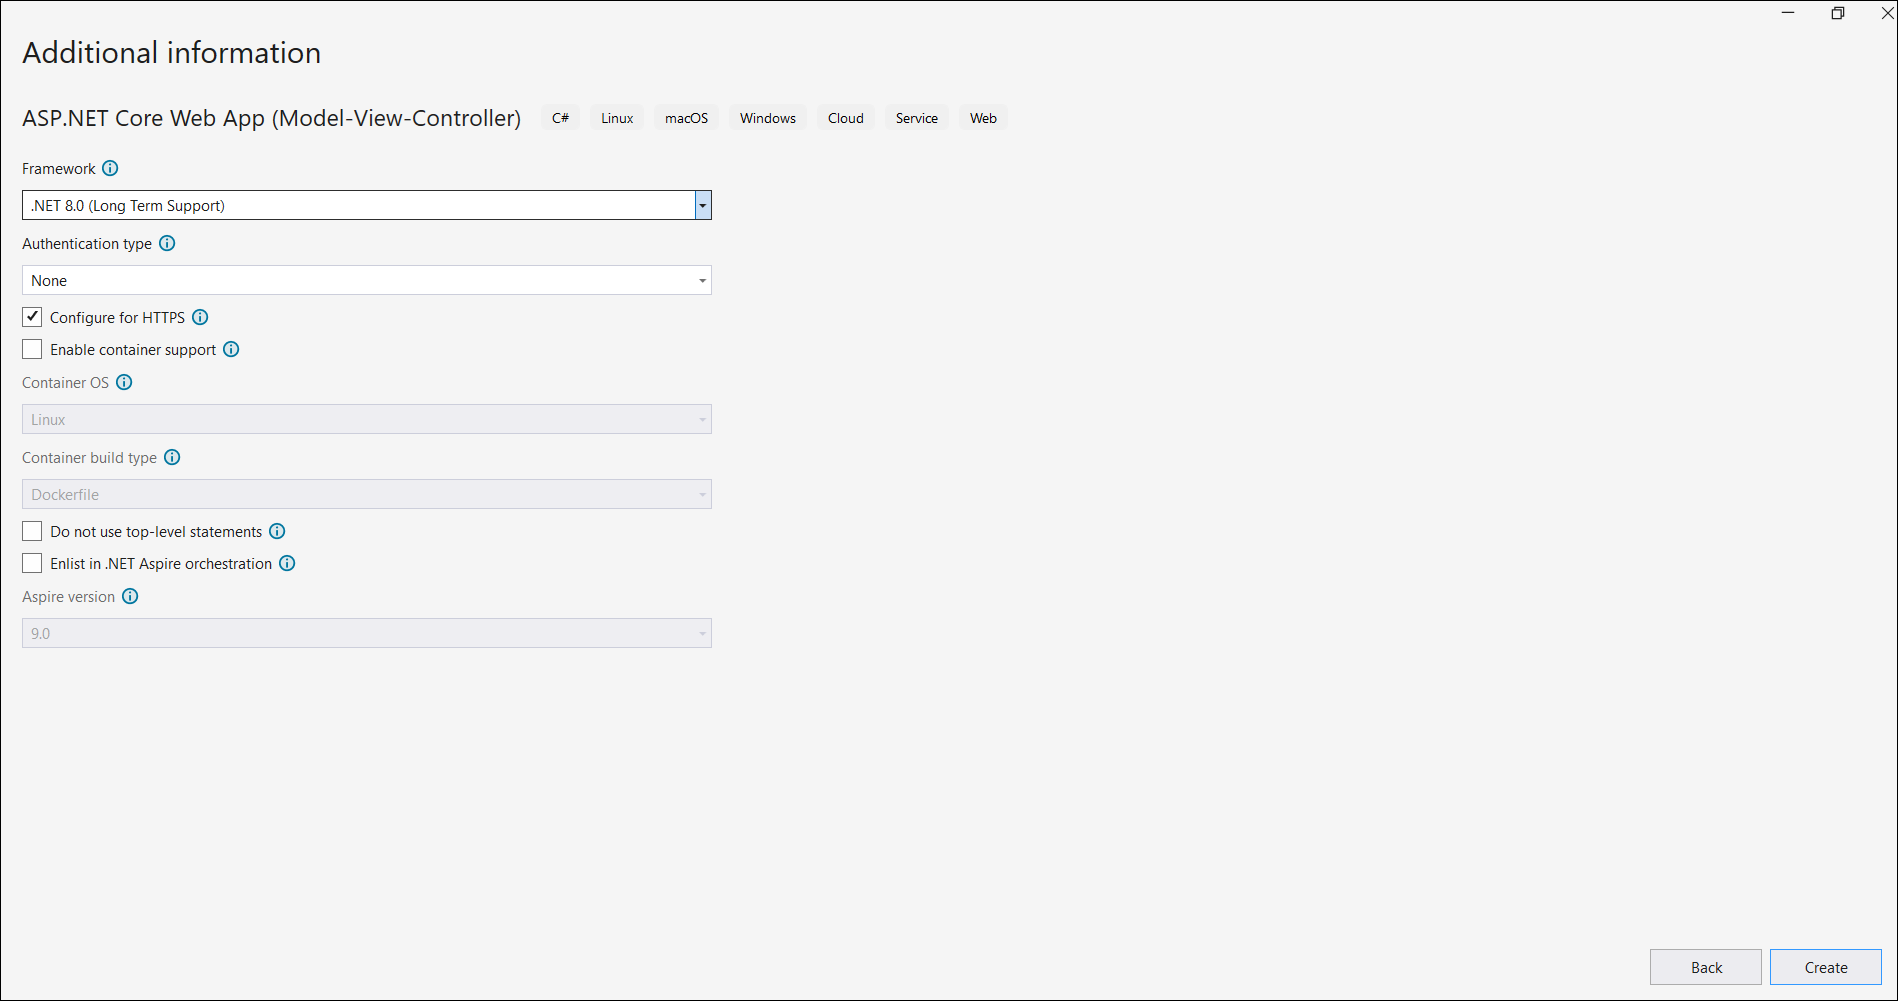 Additional information
ASP.NET Core Web App (Model-View-Controller) C# Linux macOS Windows Cloud Service Web
Framework
.NET 8.0 (Long Term Support)
Authentication type
None
Configure for HTTPS
Enable container support
Container OS
Linux
Container build type
Dockerfile
Do not use top-level statements
Enlist in .NET Aspire orchestration
Aspire version
9.0
Back Create